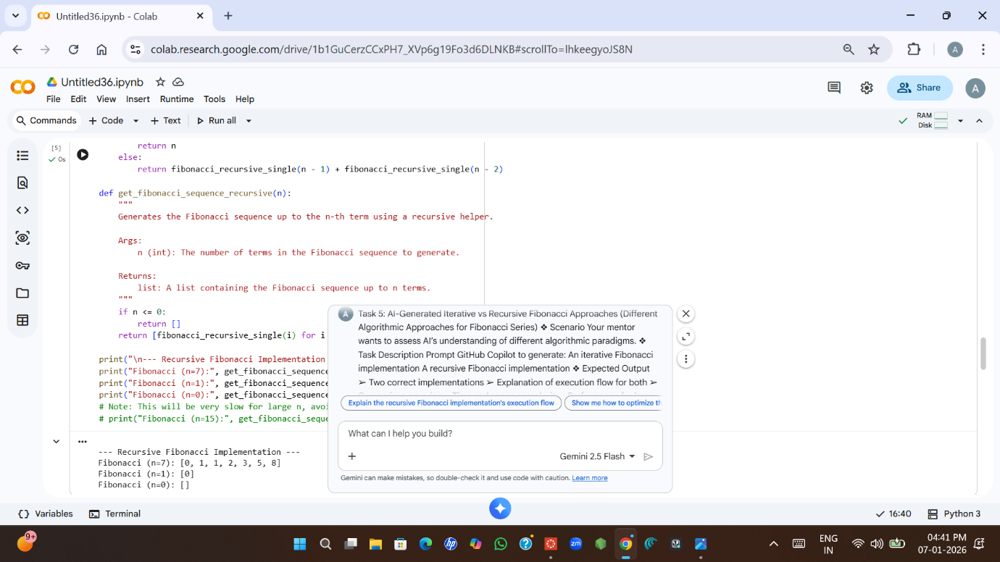 Untitled36.ipynb - Colab
colab.research.google.com/drive/1b1GuCerzCCxPH7_XVp6g19Fo3d6DLNKB#scrollTo=lhkeegyoJS8N
A
Untitled36.ipynb
File Edit View Insert Runtime Tools Help
Share
A
Commands + Code + Text Run all
RAM
Disk
[5]
0s
return n
else:
return fibonacci_recursive_single(n - 1) + fibonacci_recursive_single(n - 2)
def get_fibonacci_sequence_recursive(n):
"""
Generates the Fibonacci sequence up to the n-th term using a recursive helper.
Args:
n (int): The number of terms in the Fibonacci sequence to generate.
Returns:
list: A list containing the Fibonacci sequence up to n terms.
"""
if n <= 0:
return []
return [fibonacci_recursive_single(i) for i
print("\n--- Recursive Fibonacci Implementation
print("Fibonacci (n=7):", get_fibonacci_sequence
print("Fibonacci (n=1):", get_fibonacci_sequence
print("Fibonacci (n=0):", get_fibonacci_sequence
# Note: This will be very slow for large n, avoi
# print("Fibonacci (n=15):", get_fibonacci_seque
--- Recursive Fibonacci Implementation ---
Fibonacci (n=7): [0, 1, 1, 2, 3, 5, 8]
Fibonacci (n=1): [0]
Fibonacci (n=0): []
A
Task 5: AI-Generated Iterative vs Recursive Fibonacci Approaches (Different
Algorithmic Approaches for Fibonacci Series) ❖ Scenario Your mentor
wants to assess AI's understanding of different algorithmic paradigms. ❖
Task Description Prompt GitHub Copilot to generate: An iterative Fibonacci
implementation A recursive Fibonacci implementation ❖ Expected Output
➢ Two correct implementations ➢ Explanation of execution flow for both ➢
Explain the recursive Fibonacci implementation's execution flow
Show me how to optimize th
What can I help you build?
+
Gemini 2.5 Flash
Gemini can make mistakes, so double-check it and use code with caution. Learn more
{} Variables
Terminal
16:40
Python 3
9+
hp
zm
ENG
IN
04:41 PM
07-01-2026